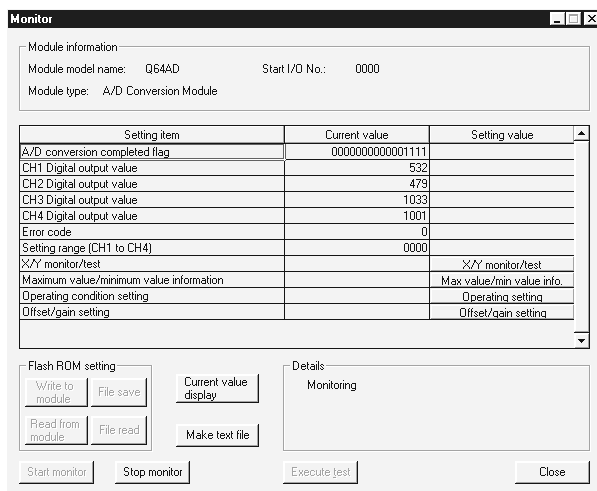 Monitor
Module information
Module model name: Q64AD Start I/O No.: 0000
Module type: A/D Conversion Module
Setting item Current value Setting value
A/D conversion completed flag 0000000000001111
CH1 Digital output value 532
CH2 Digital output value 479
CH3 Digital output value 1033
CH4 Digital output value 1001
Error code 0
Setting range (CH1 to CH4) 0000
X/Y monitor/test X/Y monitor/test
Maximum value/minimum value information Max value/min value info.
Operating condition setting Operating setting
Offset/gain setting Offset/gain setting
Flash ROM setting
Write to
module
File save
Read from
module
File read
Current value
display
Make text file
Details
Monitoring
Start monitor Stop monitor Execute test Close